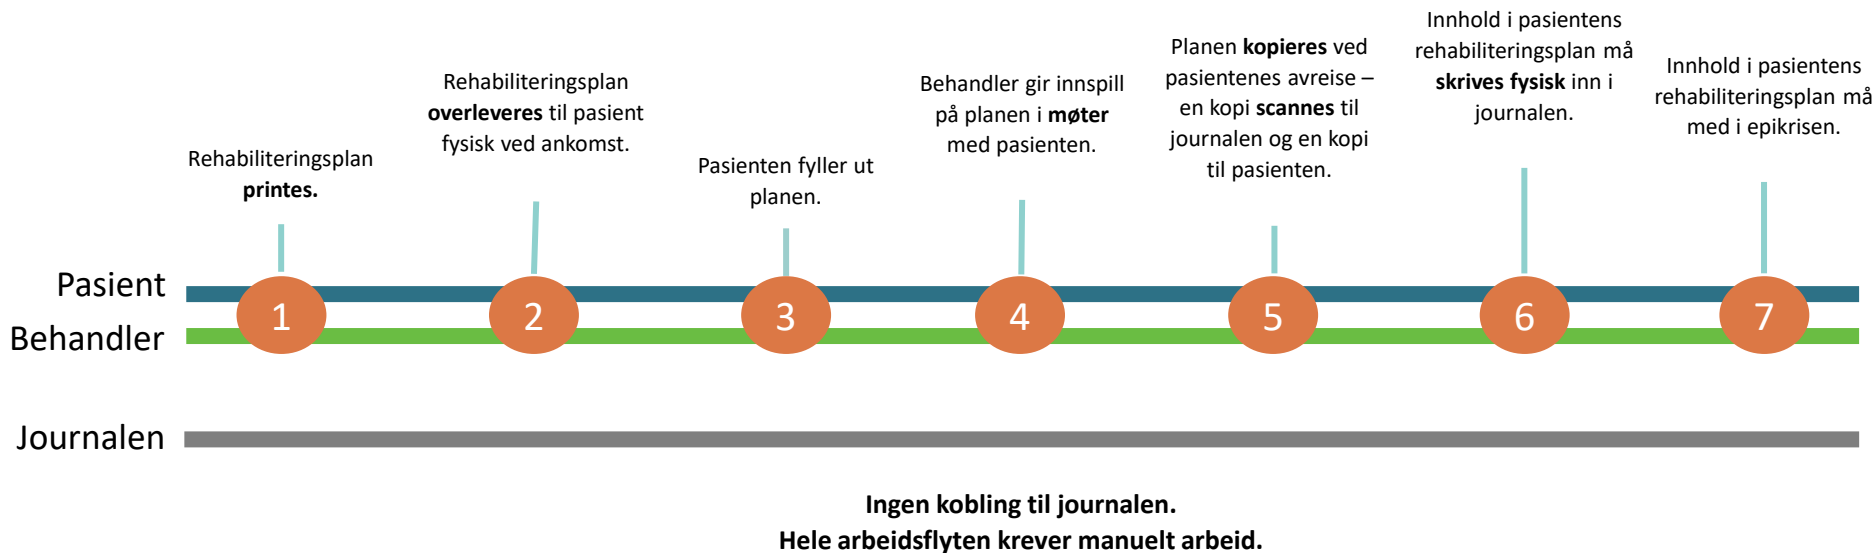 Rehabiliteringsplan
printes.
Rehabiliteringsplan
overleveres til pasient
fysisk ved ankomst.
Pasienten fyller ut
planen.
Behandler gir innspill
på planen i møter
med pasienten.
Planen kopieres ved
pasientenes avreise –
en kopi scannes til
journalen og en kopi
til pasienten.
Innhold i pasientens
rehabiliteringsplan må
skrives fysisk inn i
journalen.
Innhold i pasientens
rehabiliteringsplan må
med i epikrisen.
Pasient
Behandler
1
2
3
4
5
6
7
Journalen
Ingen kobling til journalen.
Hele arbeidsflyten krever manuelt arbeid.